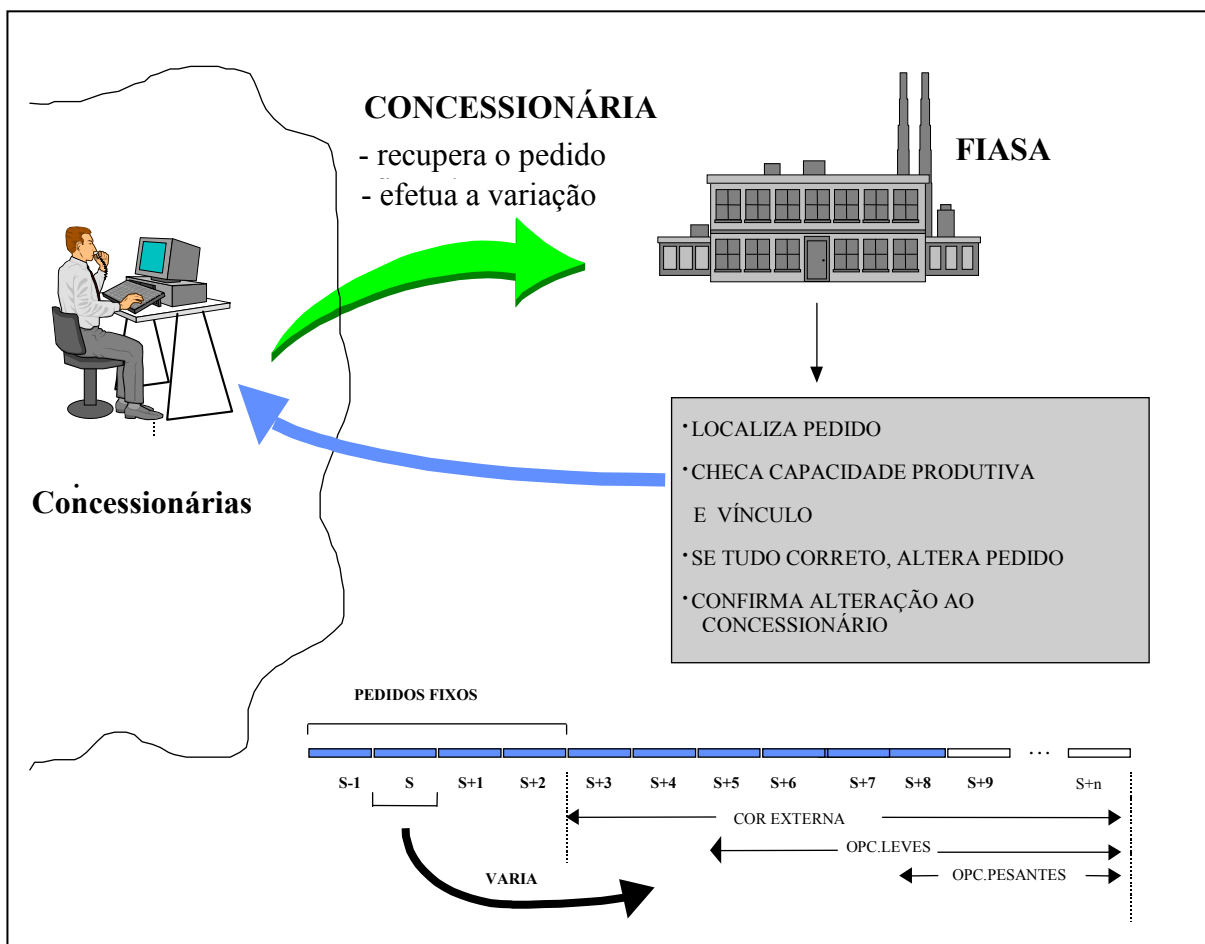 CONCESSIONÁRIA
- recupera o pedido
- efetua a variação
FIASA
Concessionárias
· LOCALIZA PEDIDO
· CHECA CAPACIDADE PRODUTIVA
E VÍNCULO
· SE TUDO CORRETO, ALTERA PEDIDO
· CONFIRMA ALTERAÇÃO AO
CONCESSIONÁRIO
PEDIDOS FIXOS
S-1 S S+1 S+2 S+3 S+4 S+5 S+6 S+7 S+8 S+9 ... S+n
COR EXTERNA
OPC.LEVES
OPC.PESANTES
VARIA